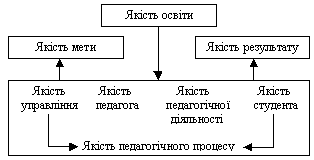 Якість освіти
Якість мети
Якість результату
Якість управління
Якість педагога
Якість педагогічної діяльності
Якість студента
Якість педагогічного процесу